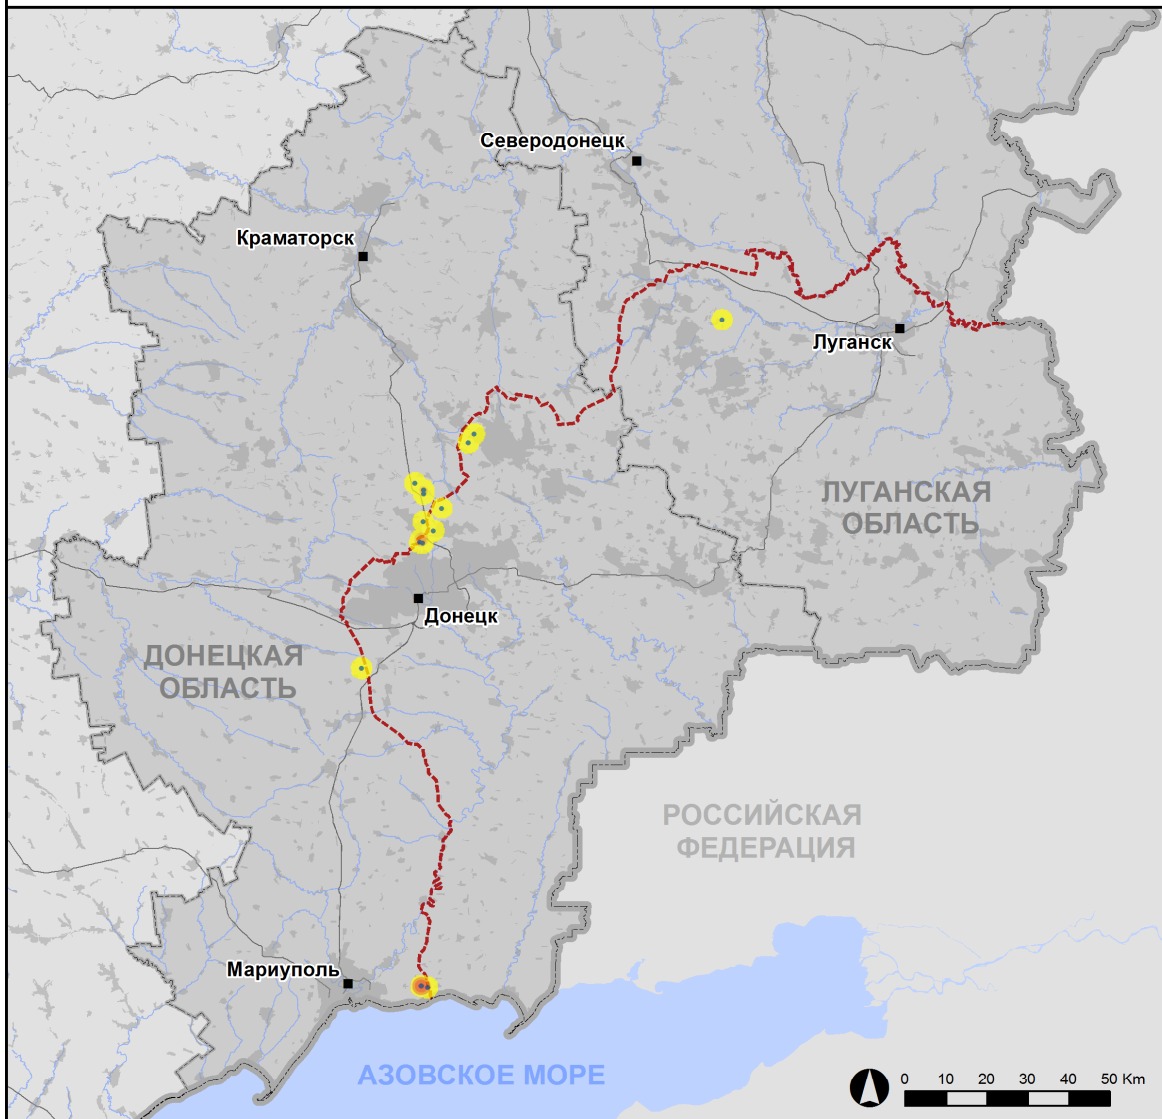 Северодонецк
Краматорск
Луганск
ЛУГАНСКАЯ
ОБЛАСТЬ
Донецк
ДОНЕЦКАЯ
ОБЛАСТЬ
РОССИЙСКАЯ
ФЕДЕРАЦИЯ
Мариуполь
АЗОВСКОЕ МОРЕ
0 10 20 30 40 50 Km